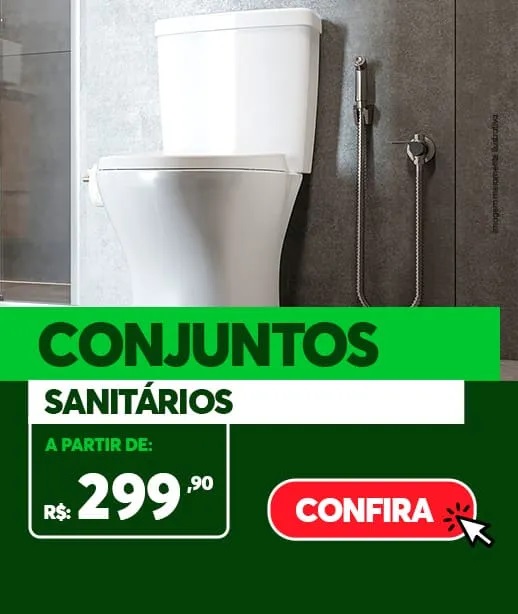 imagem meramente ilustrativa
CONJUNTOS
SANITÁRIOS
A PARTIR DE:
R$: 299,90
CONFIRA